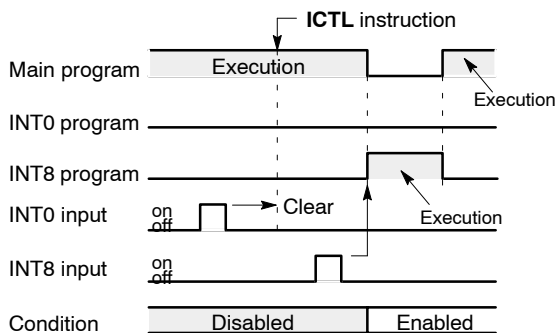 ICTL instruction
Main program
Execution
Execution
INT0 program
INT8 program
INT0 input
on
off
Clear
Execution
INT8 input
on
off
Condition
Disabled
Enabled